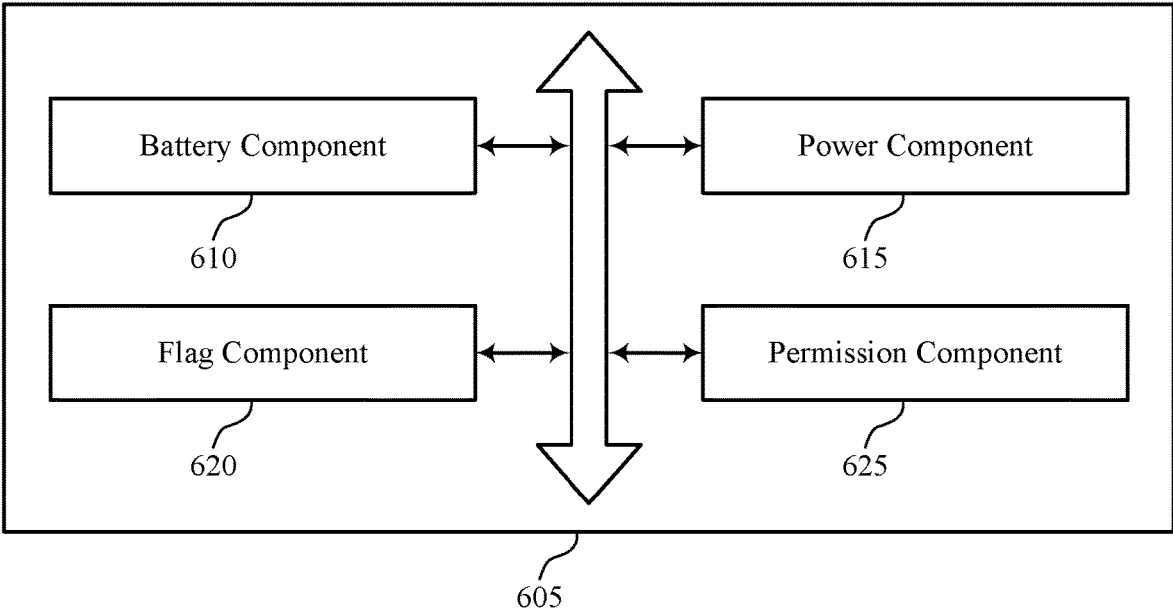 Battery Component
Power Component
610
615
Flag Component
Permission Component
620
625
605